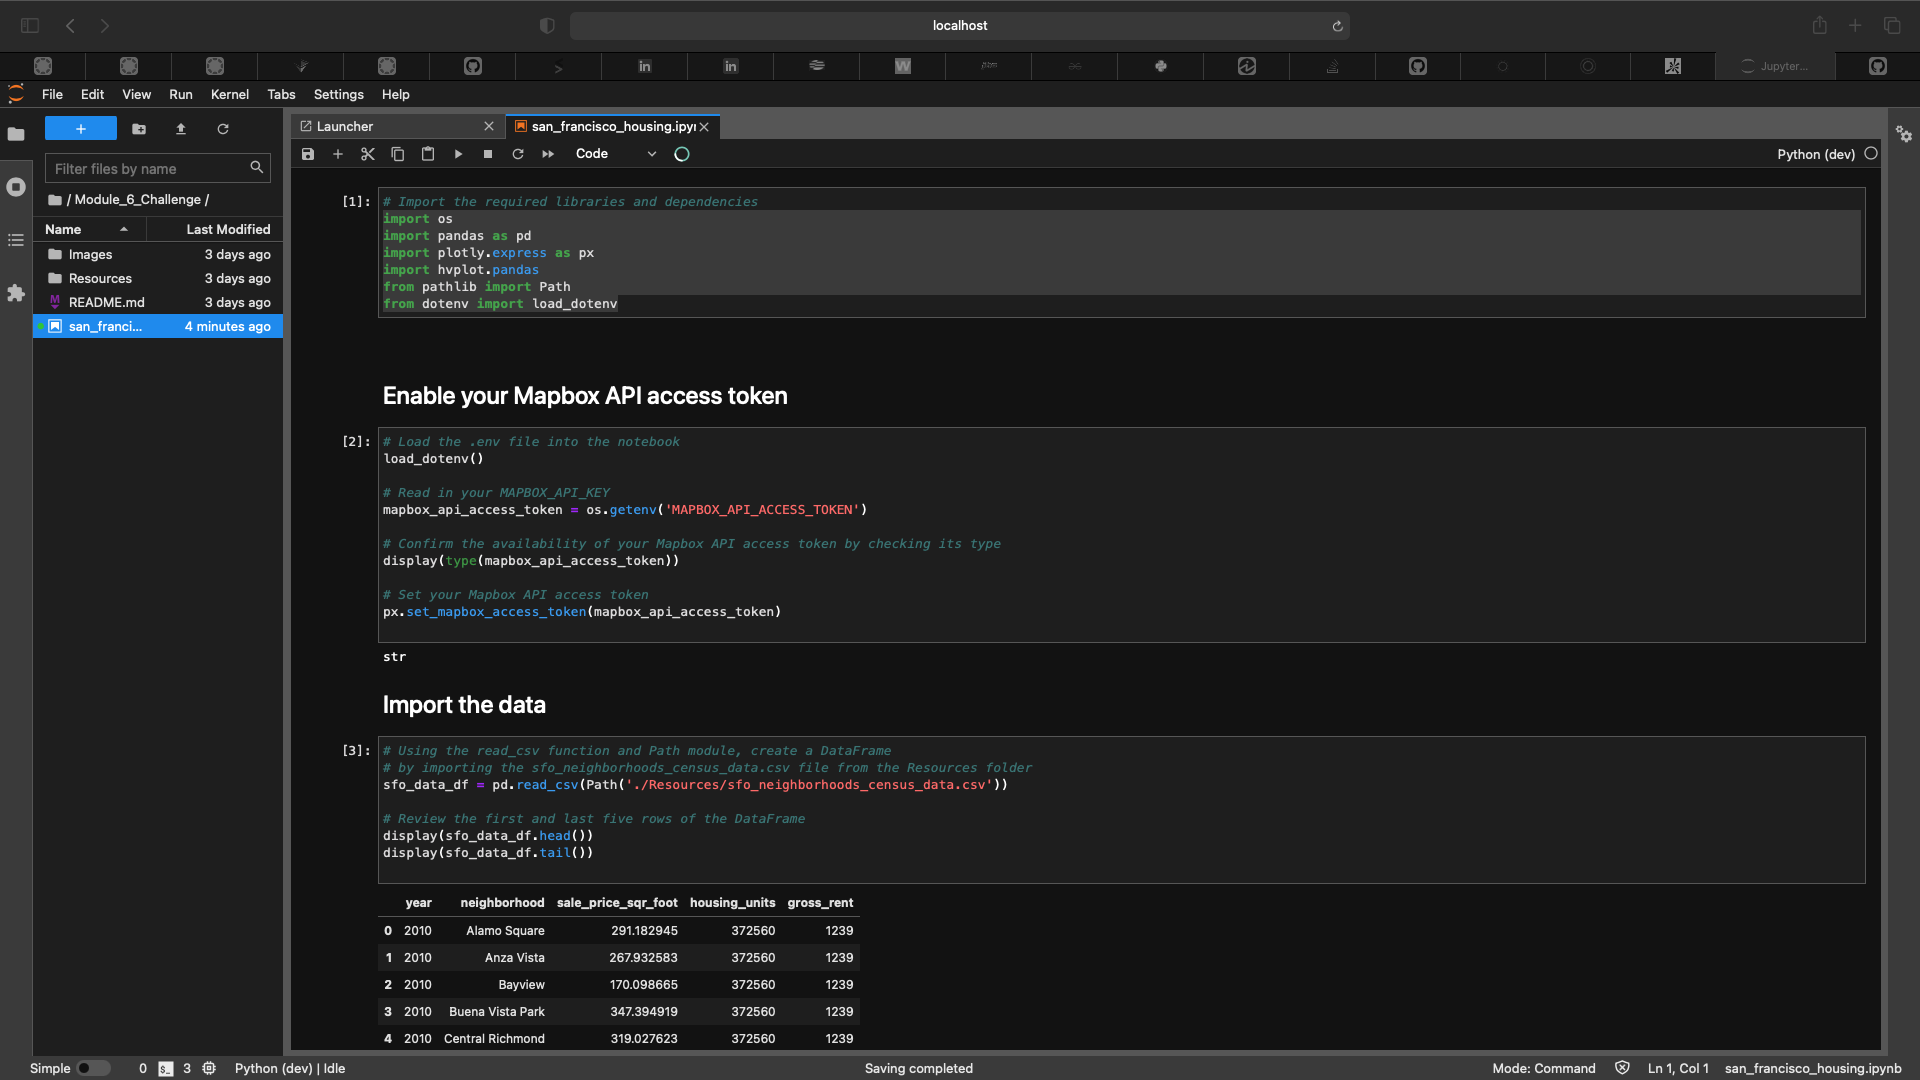 localhost
Jupyter...
File Edit View Run Kernel Tabs Settings Help
Filter files by name
/ Module_6_Challenge /
Name Last Modified
Images 3 days ago
Resources 3 days ago
README.md 3 days ago
san_franci... 4 minutes ago
Launcher
san_francisco_housing.ipyn
Code
Python (dev)
[1]:
# Import the required libraries and dependencies
import os
import pandas as pd
import plotly.express as px
import hvplot.pandas
from pathlib import Path
from dotenv import load_dotenv
Enable your Mapbox API access token
[2]:
# Load the .env file into the notebook
load_dotenv()
# Read in your MAPBOX_API_KEY
mapbox_api_access_token = os.getenv('MAPBOX_API_ACCESS_TOKEN')
# Confirm the availability of your Mapbox API access token by checking its type
display(type(mapbox_api_access_token))
# Set your Mapbox API access token
px.set_mapbox_access_token(mapbox_api_access_token)
str
Import the data
[3]:
# Using the read_csv function and Path module, create a DataFrame
# by importing the sfo_neighborhoods_census_data.csv file from the Resources folder
sfo_data_df = pd.read_csv(Path('./Resources/sfo_neighborhoods_census_data.csv'))
# Review the first and last five rows of the DataFrame
display(sfo_data_df.head())
display(sfo_data_df.tail())
year neighborhood sale_price_sqr_foot housing_units gross_rent
0 2010 Alamo Square 291.182945 372560 1239
1 2010 Anza Vista 267.932583 372560 1239
2 2010 Bayview 170.098665 372560 1239
3 2010 Buena Vista Park 347.394919 372560 1239
4 2010 Central Richmond 319.027623 372560 1239
Simple 0 3 Python (dev) | Idle Saving completed Mode: Command Ln 1, Col 1 san_francisco_housing.ipynb